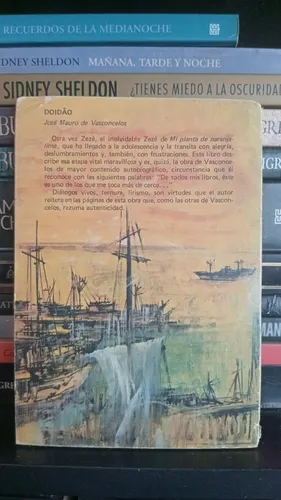 RECUERDOS DE LA MEDIANOCHE
SIDNEY SHELDON MAÑANA, TARDE Y NOCHE
SIDNEY SHELDON ¿TIENES MIEDO A LA OSCURIDAD
DOIDÃO
José Mauro de Vasconcelos
Otra vez Zezé, el inolvidable Zezé de Mi planta de naranja-
lima, que ha llegado a la adolescencia y la transita con alegría,
deslumbramientos y, también, con frustraciones. Este libro des-
cribe esa etapa vital maravillosa y es, quizá, la obra de Vasconce-
los de mayor contenido autobiográfico, circunstancia que él
reconoce con las siguientes palabras: "De todos mis libros, éste
es uno de los que me toca más de cerca. . ."
Diálogos vivos, ternura, lirismo, son virtudes que el autor
reitera en las páginas de esta obra que, como las otras de Vascon-
celos, rezuma autenticidad.